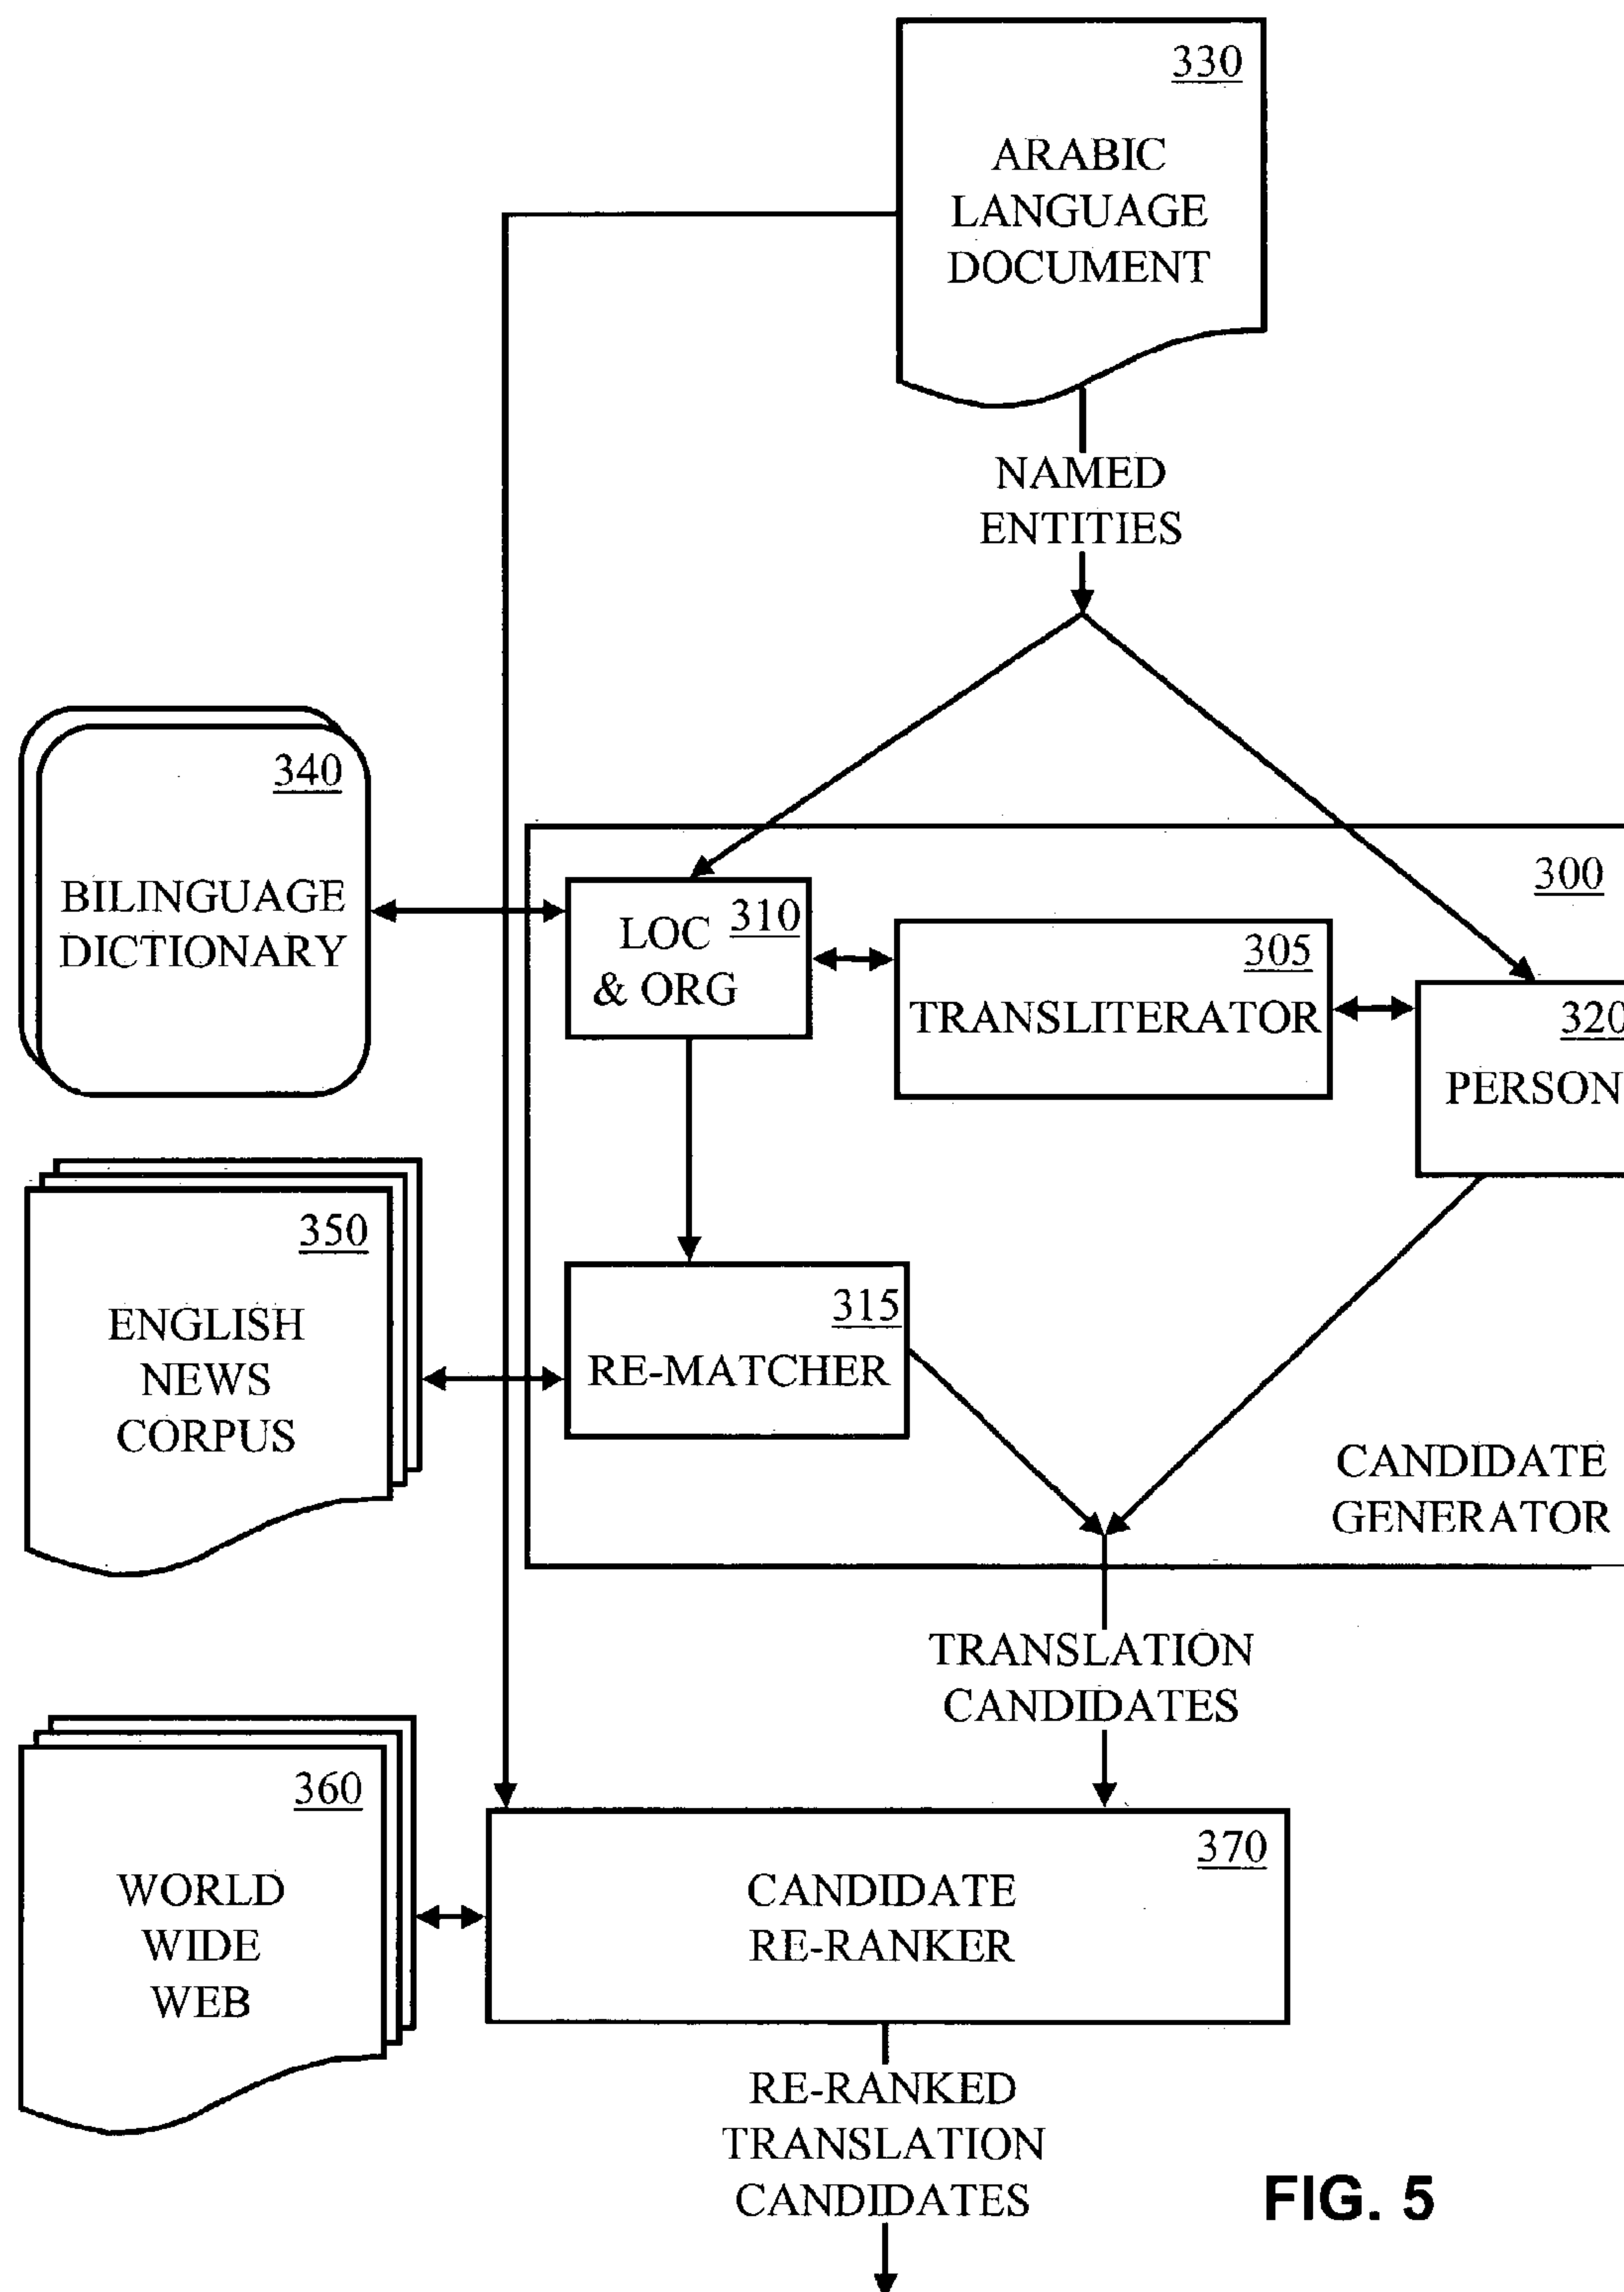 330
ARABIC
LANGUAGE
DOCUMENT
NAMED
ENTITIES
340
BILINGUAGE
DICTIONARY
300
310
LOC
& ORG
305
TRANSLITERATOR
320
PERSON
350
ENGLISH
NEWS
CORPUS
315
RE-MATCHER
CANDIDATE
GENERATOR
TRANSLATION
CANDIDATES
360
WORLD
WIDE
WEB
370
CANDIDATE
RE-RANKER
RE-RANKED
TRANSLATION
CANDIDATES
FIG. 5